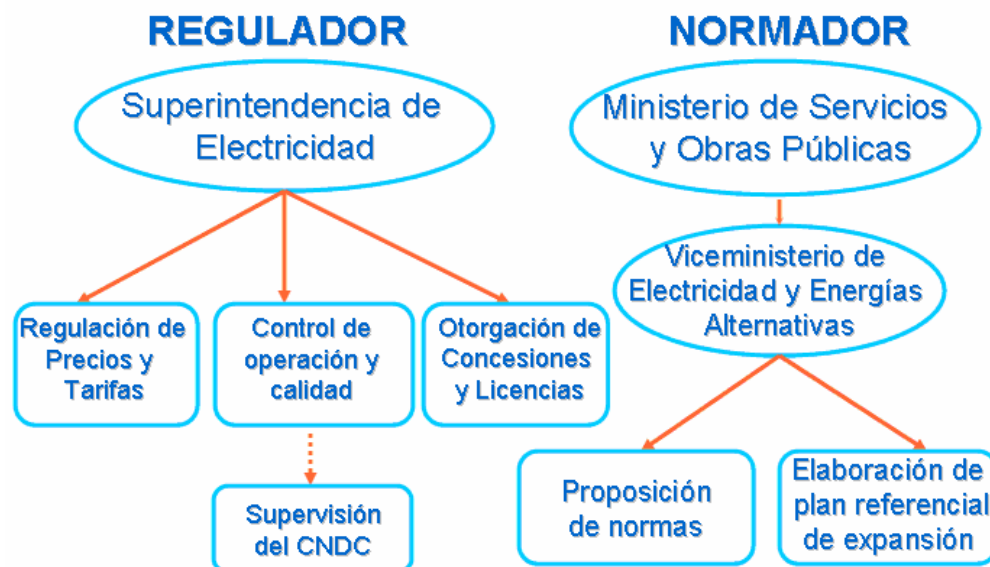 REGULADOR
Superintendencia de
Electricidad
Regulación de
Precios y
Tarifas
Control de
operación y
calidad
Otorgación de
Concesiones
y Licencias
Supervisión
del CNDC
NORMADOR
Ministerio de Servicios
y Obras Públicas
Viceministerio de
Electricidad y Energías
Alternativas
Proposición
de normas
Elaboración de
plan referencial
de expansión